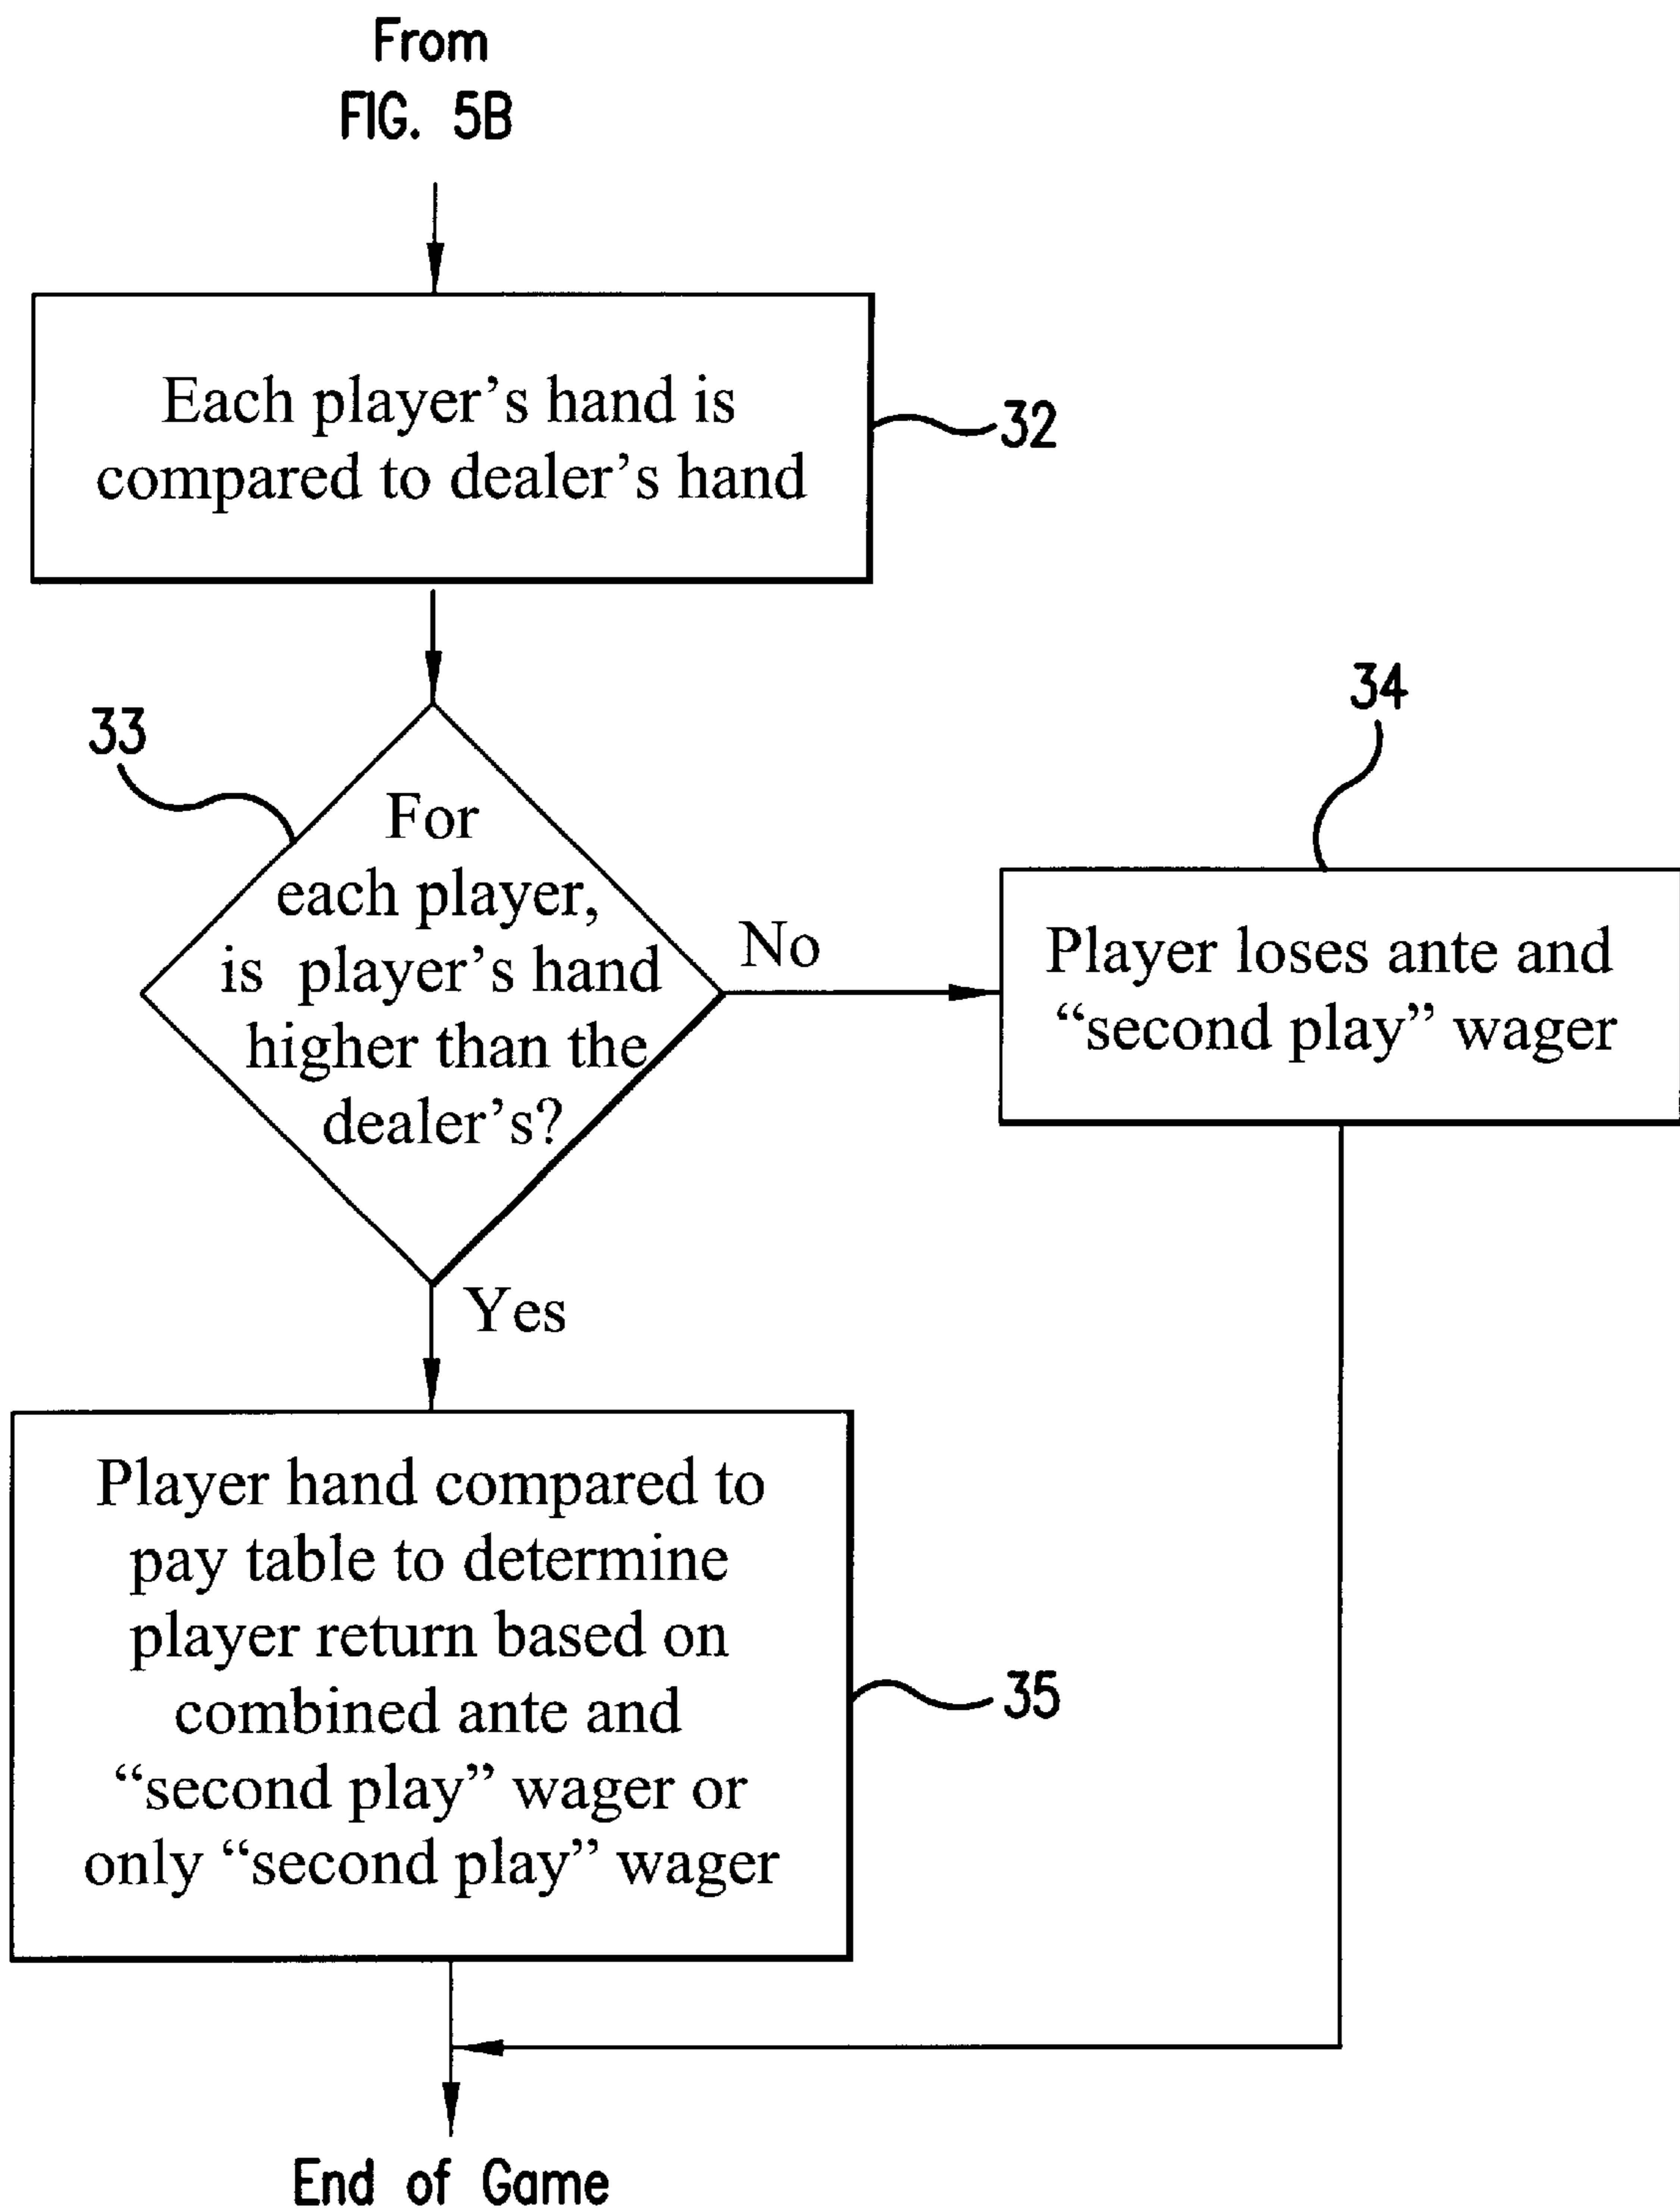 From
FIG. 5B
Each player’s hand is
compared to dealer’s hand
32
33
For
each player,
is player’s hand
higher than the
dealer’s?
No
34
Player loses ante and
“second play” wager
Yes
Player hand compared to
pay table to determine
player return based on
combined ante and
“second play” wager or
only “second play” wager
35
End of Game